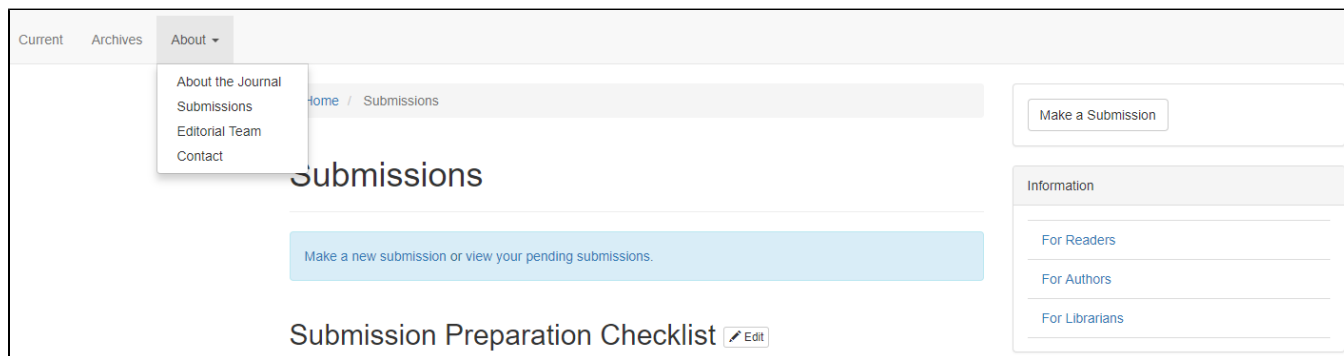 Current Archives About
About the Journal
Submissions
Editorial Team
Contact
Home / Submissions
Submissions
Make a new submission or view your pending submissions.
Submission Preparation Checklist Edit
Make a Submission
Information
For Readers
For Authors
For Librarians